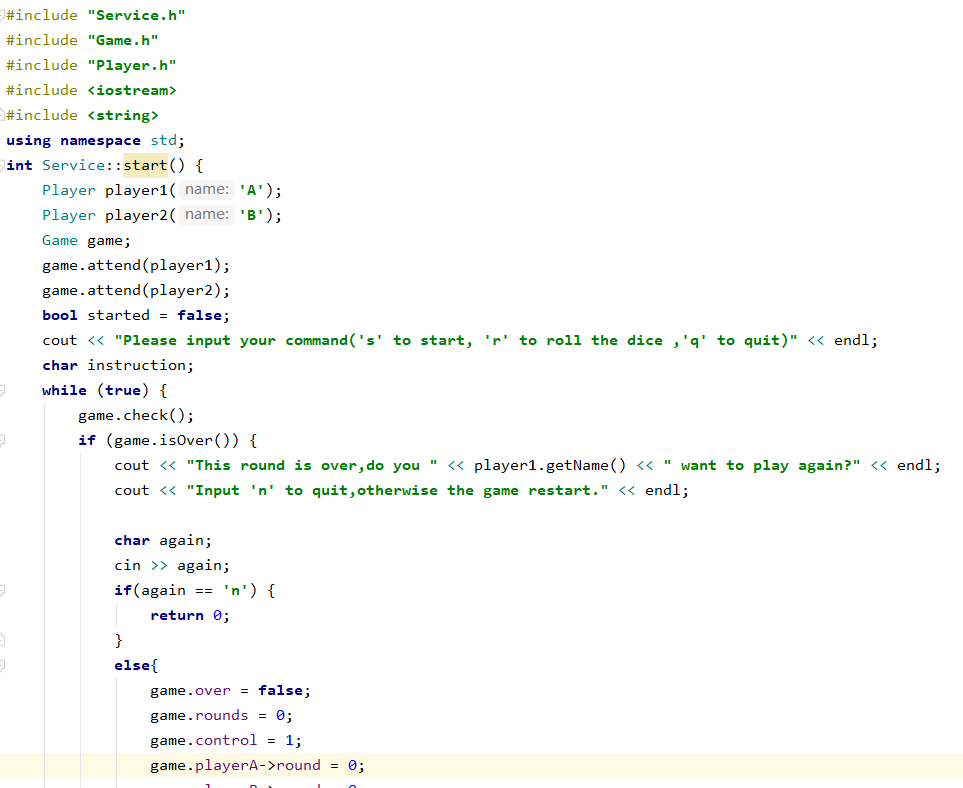 #include "Service.h"
#include "Game.h"
#include "Player.h"
#include <iostream>
#include <string>
using namespace std;
int Service::start() {
    Player player1( name: 'A');
    Player player2( name: 'B');
    Game game;
    game.attend(player1);
    game.attend(player2);
    bool started = false;
    cout << "Please input your command('s' to start, 'r' to roll the dice ,'q' to quit)" << endl;
    char instruction;
    while (true) {
        game.check();
        if (game.isOver()) {
            cout << "This round is over,do you " << player1.getName() << " want to play again?" << endl;
            cout << "Input 'n' to quit,otherwise the game restart." << endl;
            char again;
            cin >> again;
            if(again == 'n') {
                return 0;
            }
            else{
                game.over = false;
                game.rounds = 0;
                game.control = 1;
                game.playerA->round = 0;